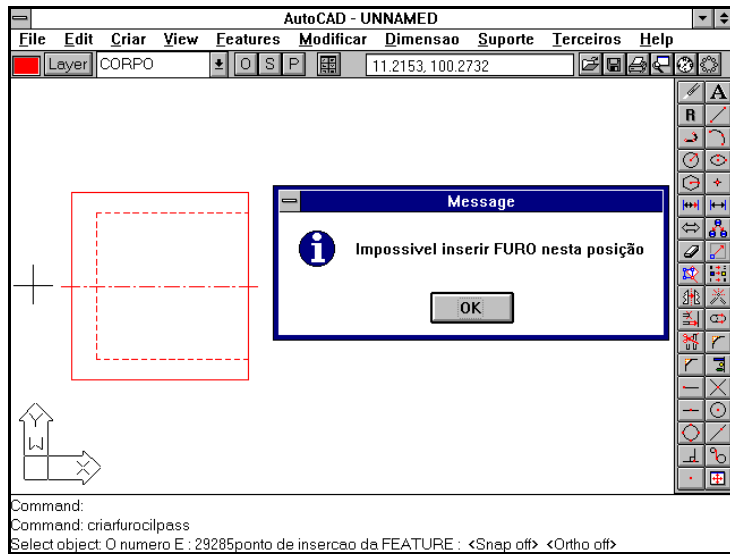 AutoCAD - UNNAMED
File Edit Criar View Features Modificar Dimensao Suporte Terceiros Help
Layer CORPO O S P 11.2153, 100.2732
A
R
Message
Impossivel inserir FURO nesta posição
OK
Y
W
X
Command:
Command: criarfurocilpass
Select object: O numero E : 29285ponto de insercao da FEATURE : <Snap off> <Ortho off>